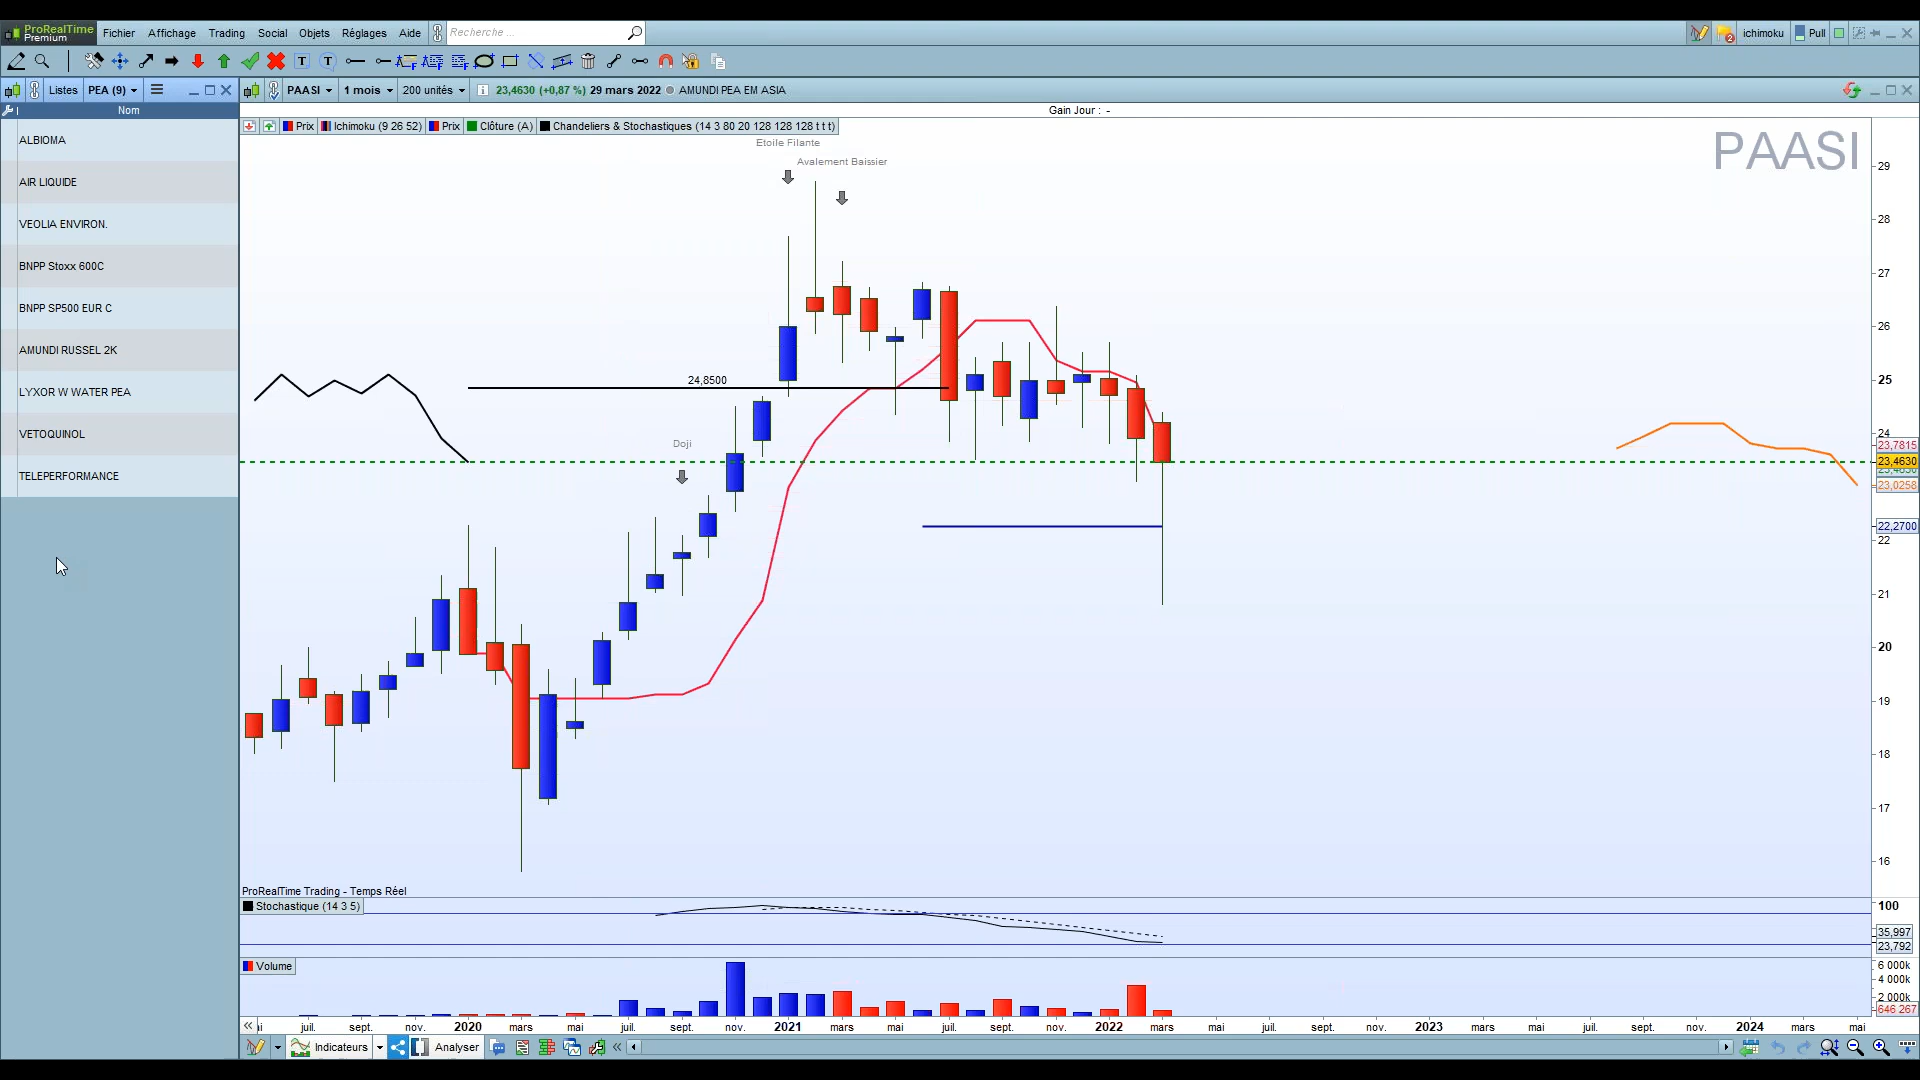 ProRealTime Premium Fichier Affichage Trading Social Objets Réglages Aide Recherche ... 2 ichimoku Pull
Listes PEA (9) PAASI 1 mois 200 unités 23,4630 (+0,87 %) 29 mars 2022 AMUNDI PEA EM ASIA
Nom
Gain Jour : -
Prix Ichimoku (9 26 52) Prix Clôture (A) Chandeliers & Stochastiques (14 3 80 20 128 128 128 t t t)
ALBIOMA
AIR LIQUIDE
VEOLIA ENVIRON.
BNPP Stoxx 600C
BNPP SP500 EUR C
AMUNDI RUSSEL 2K
LYXOR W WATER PEA
VETOQUINOL
TELEPERFORMANCE
Etoile Filante
Avalement Baissier
PAASI
24,8500
Doji
29
28
27
26
25
24
23,7815
23,4630
23,0258
22,2700
22
21
20
19
18
17
16
ProRealTime Trading - Temps Réel
Stochastique (14 3 5)
100
35,997
23,792
Volume
6 000k
4 000k
2 000k
646 267
juil. sept. nov. 2020 mars mai juil. sept. nov. 2021 mars mai juil. sept. nov. 2022 mars mai juil. sept. nov. 2023 mars mai juil. sept. nov. 2024 mars mai
Indicateurs Analyser